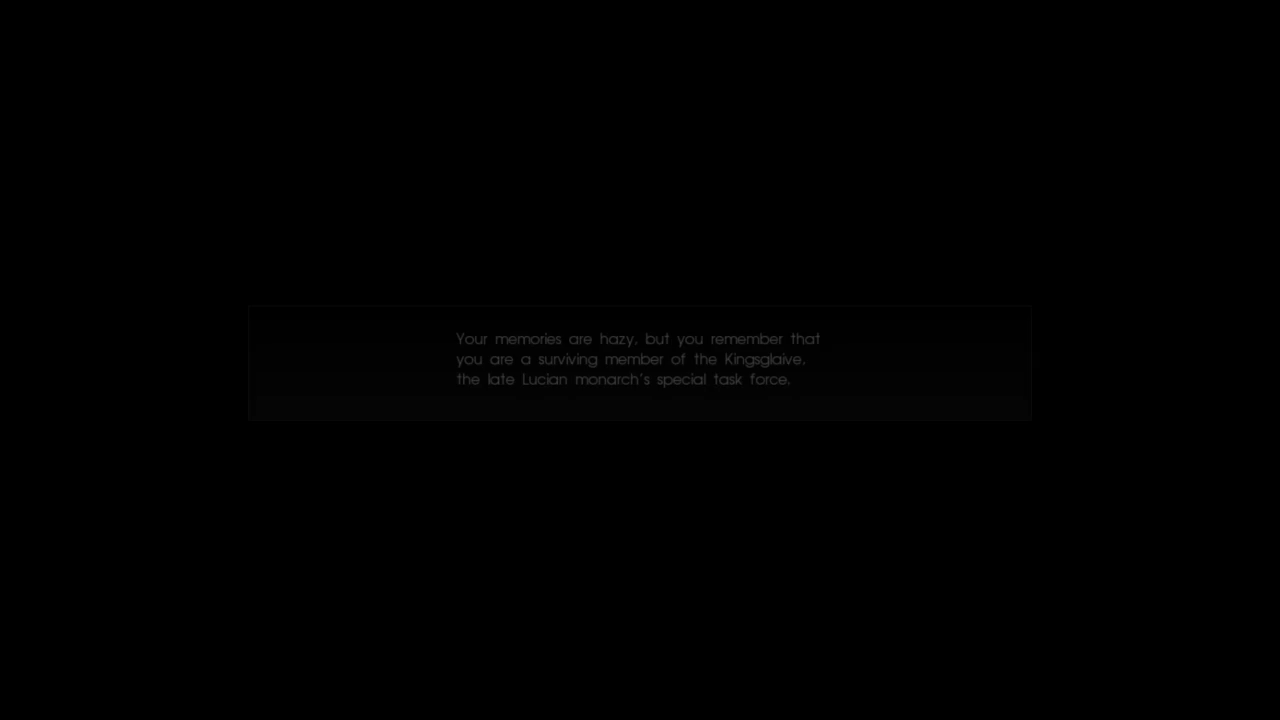 Your memories are hazy, but you remember that
you are a surviving member of the Kingsglaive,
the late Lucian monarch's special task force.